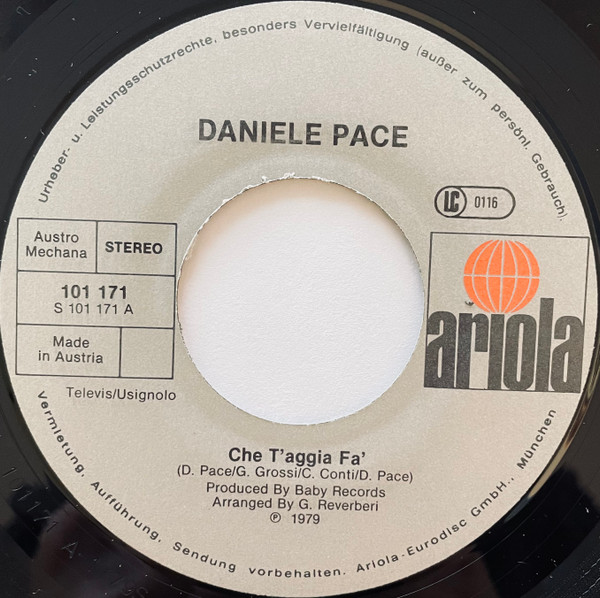 Urheber- u. Leistungsschutzrechte, besonders Vervielfältigung (außer zum persönl. Gebrauch),
DANIELE PACE
LC 0116
Austro
Mechana
STEREO
101 171
S 101 171 A
Made
in Austria
ariola
Televis/Usignolo
Che T'aggia Fa'
(D. Pace/G. Grossi/C. Conti/D. Pace)
Produced By Baby Records
Arranged By G. Reverberi
℗ 1979
Vermietung. Aufführung. Sendung vorbehalten. Ariola-Eurodisc GmbH., München